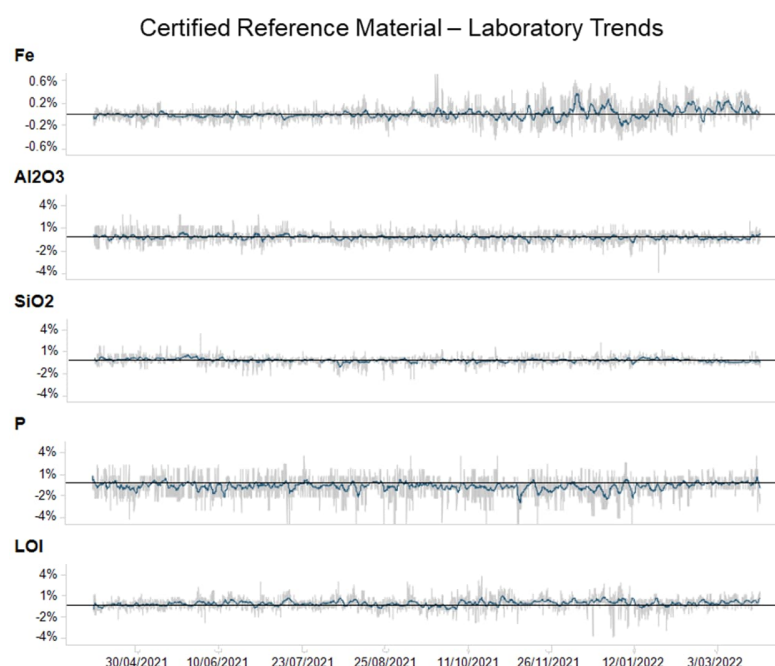 Certified Reference Material – Laboratory Trends
Fe
0.6%
0.2%
-0.2%
-0.6%
Al2O3
4%
1%
-2%
-4%
SiO2
4%
1%
-2%
-4%
P
4%
1%
-2%
-4%
LOI
4%
1%
-2%
-4%
30/04/2021 10/06/2021 23/07/2021 25/08/2021 11/10/2021 26/11/2021 12/01/2022 3/03/2022